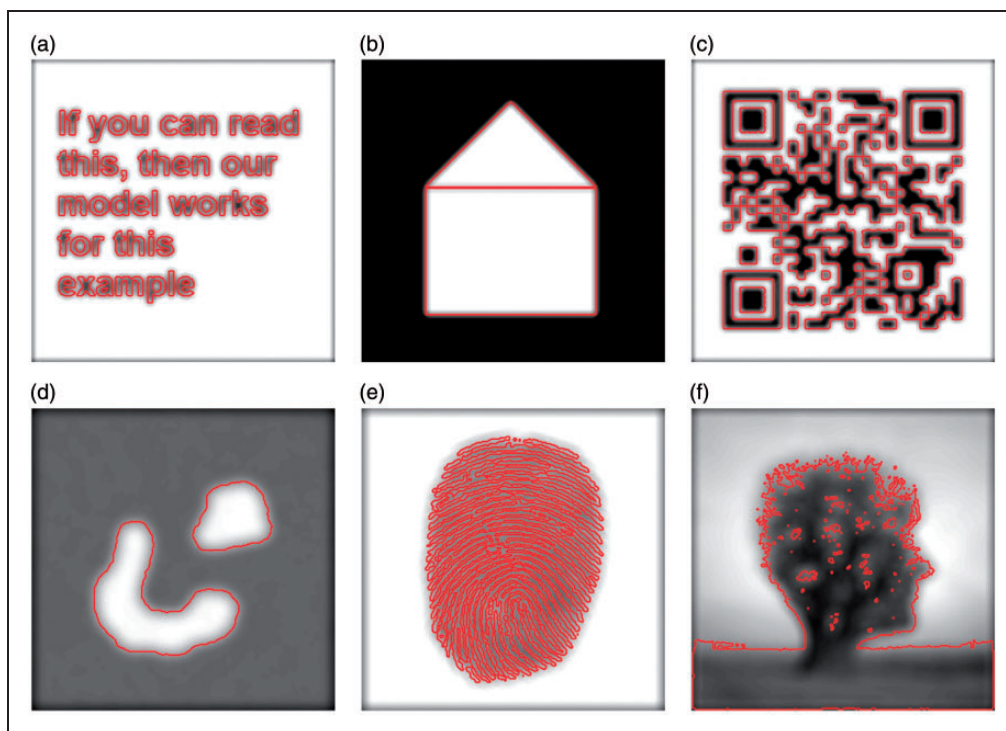 (a)
(b)
(c)
If you can read
this, then our
model works
for this
example
(d)
(e)
(f)